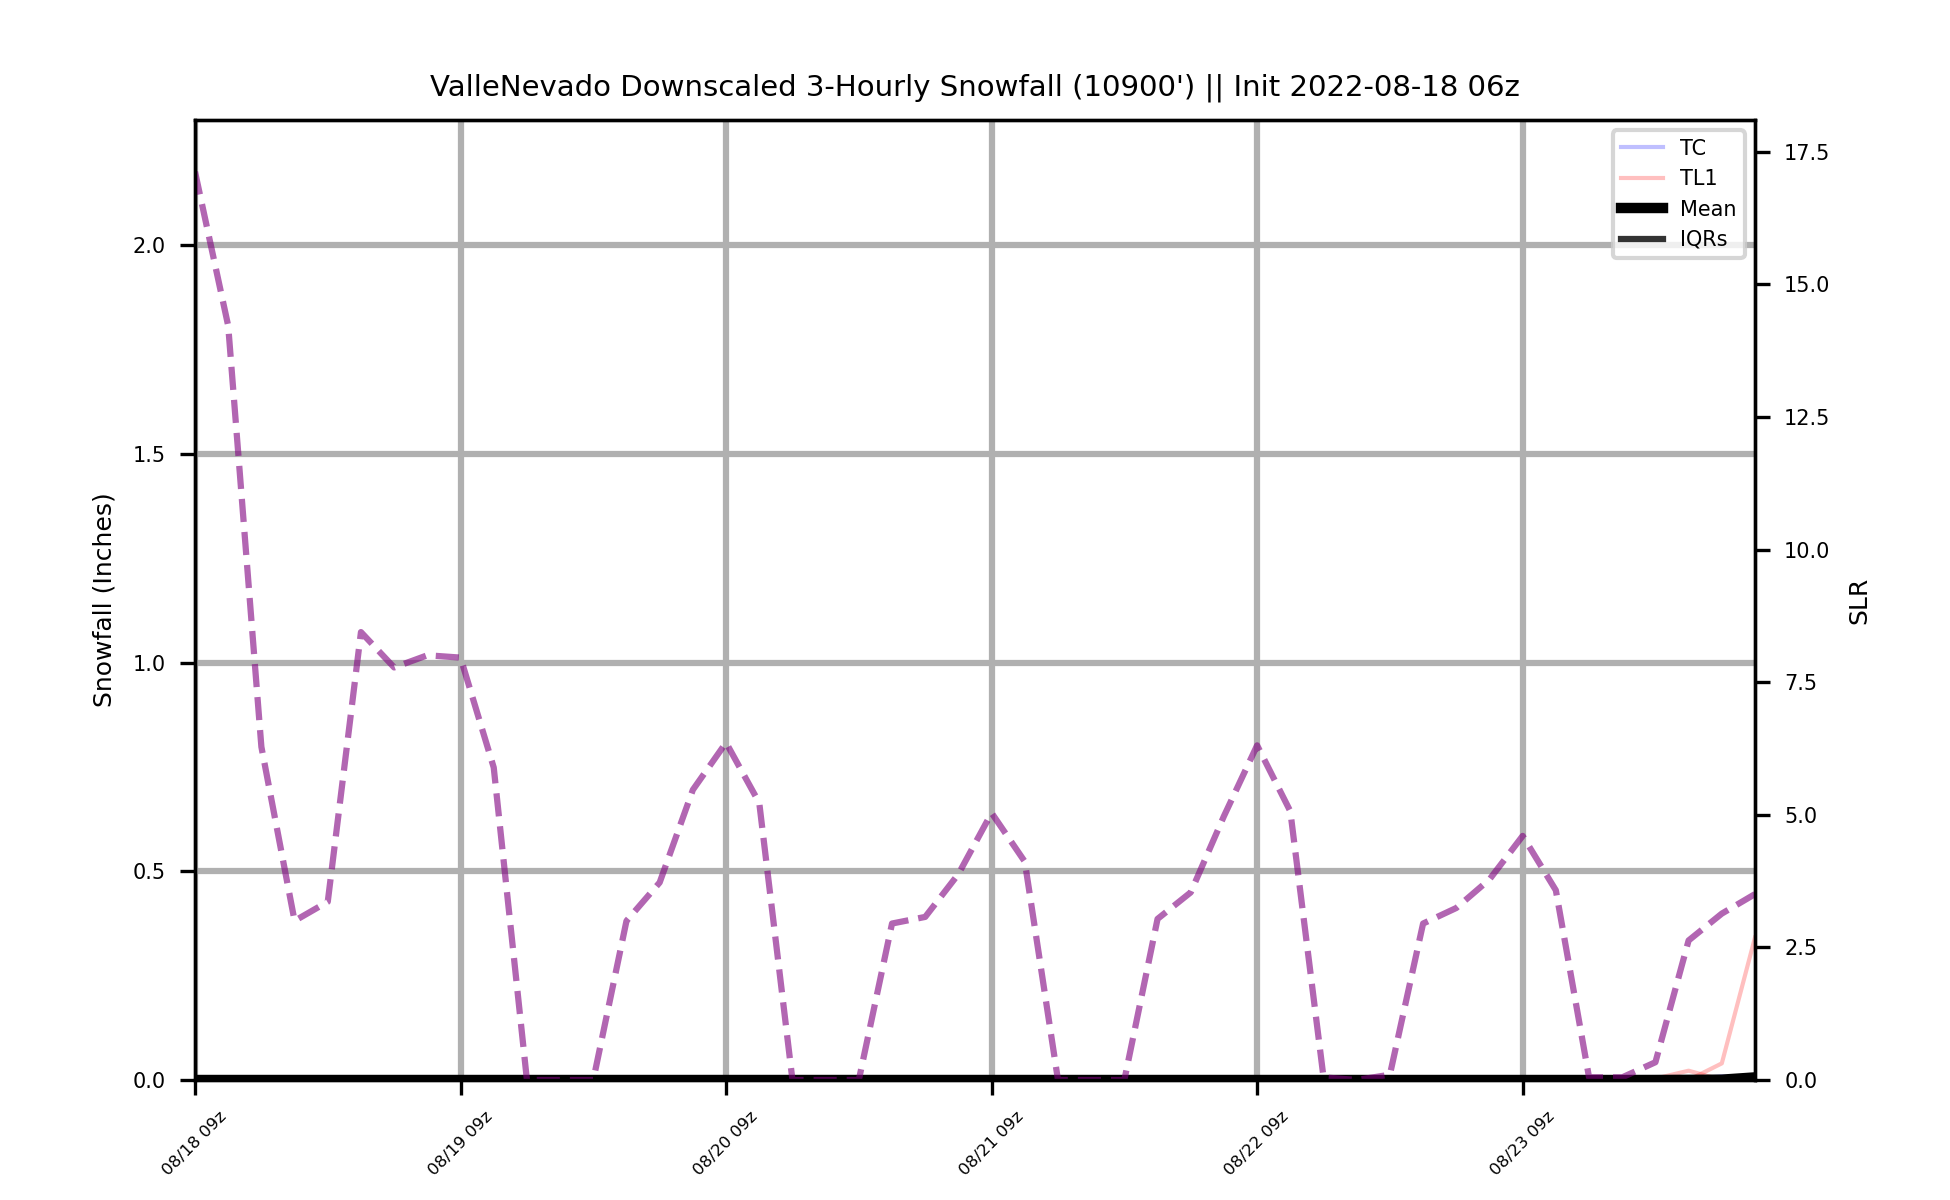 ValleNevado Downscaled 3-Hourly Snowfall (10900') || Init 2022-08-18 06z
TC
TL1
Mean
IQRs
2.0
1.5
1.0
0.5
0.0
Snowfall (Inches)
17.5
15.0
12.5
10.0
7.5
5.0
2.5
0.0
SLR
08/18 09z
08/19 09z
08/20 09z
08/21 09z
08/22 09z
08/23 09z